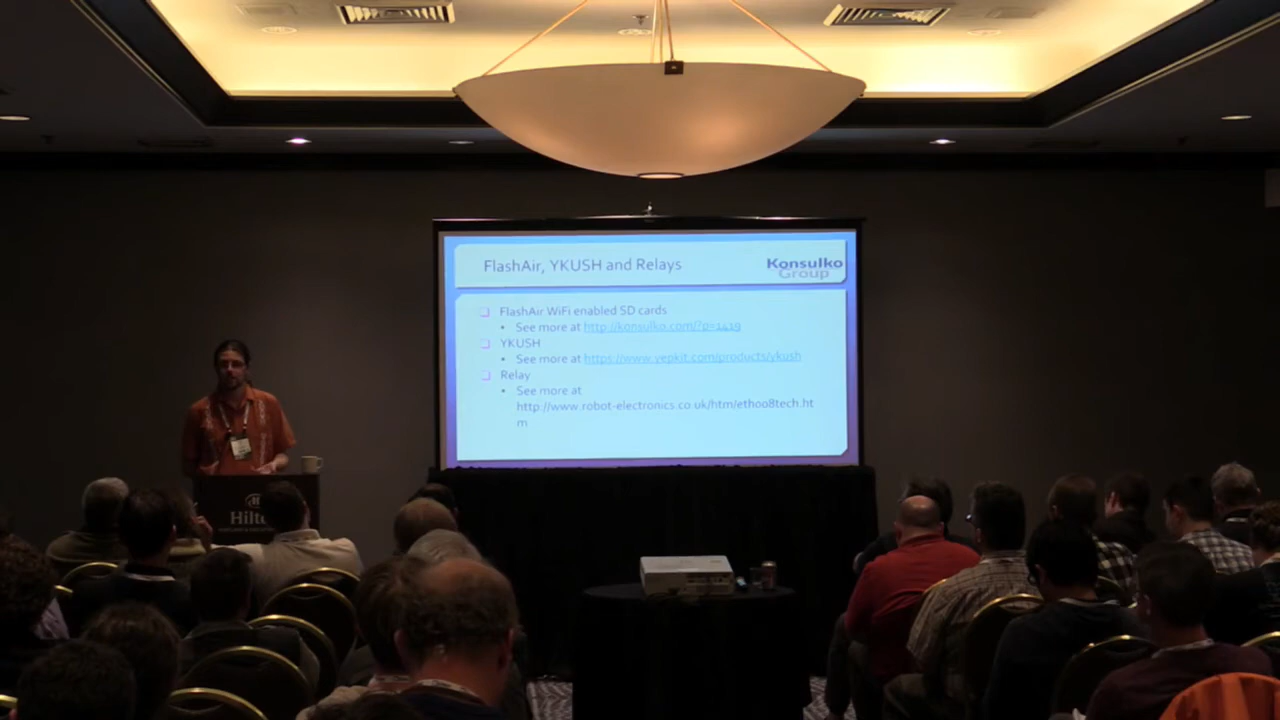 FlashAir, YKUSH and Relays
Konsulko
Group
FlashAir WiFi enabled SD cards
See more at http://konsulko.com/?p=1419
YKUSH
See more at https://www.yepkit.com/products/ykush
Relay
See more at
http://www.robot-electronics.co.uk/htm/eth008tech.ht
m
H
Hilt